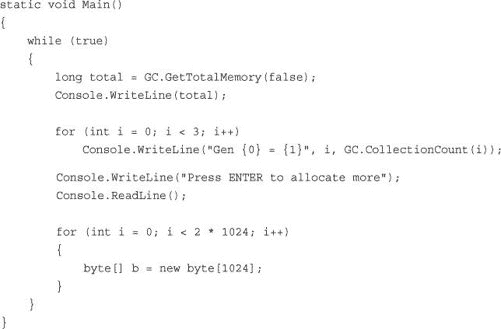 static void Main()
{
    while (true)
    {
        long total = GC.GetTotalMemory(false);
        Console.WriteLine(total);

        for (int i = 0; i < 3; i++)
            Console.WriteLine("Gen {0} = {1}", i, GC.CollectionCount(i));

        Console.WriteLine("Press ENTER to allocate more");
        Console.ReadLine();

        for (int i = 0; i < 2 * 1024; i++)
        {
            byte[] b = new byte[1024];
        }
    }
}